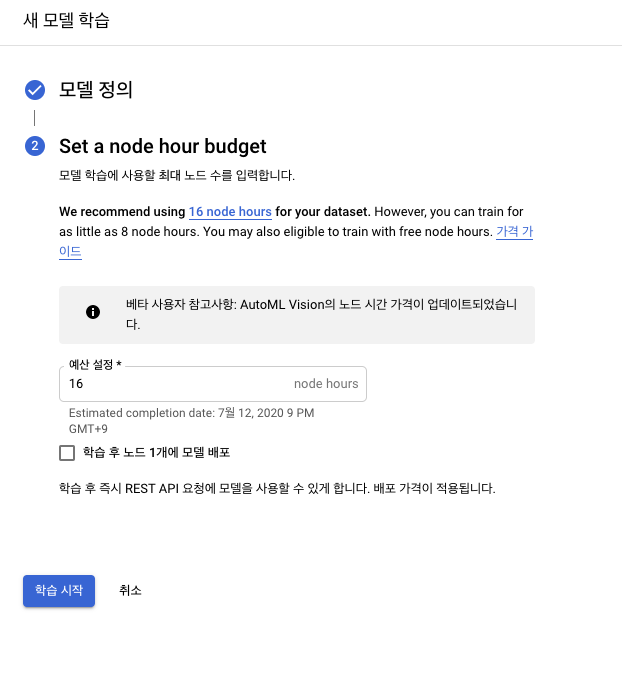 새 모델 학습
모델 정의
2
Set a node hour budget
모델 학습에 사용할 최대 노드 수를 입력합니다.
We recommend using 16 node hours for your dataset. However, you can train for
as little as 8 node hours. You may also eligible to train with free node hours. 가격 가
이드
베타 사용자 참고사항: AutoML Vision의 노드 시간 가격이 업데이트되었습니
다.
예산 설정 *
16 node hours
Estimated completion date: 7월 12, 2020 9 PM
GMT+9
학습 후 노드 1개에 모델 배포
학습 후 즉시 REST API 요청에 모델을 사용할 수 있게 합니다. 배포 가격이 적용됩니다.
학습 시작 취소